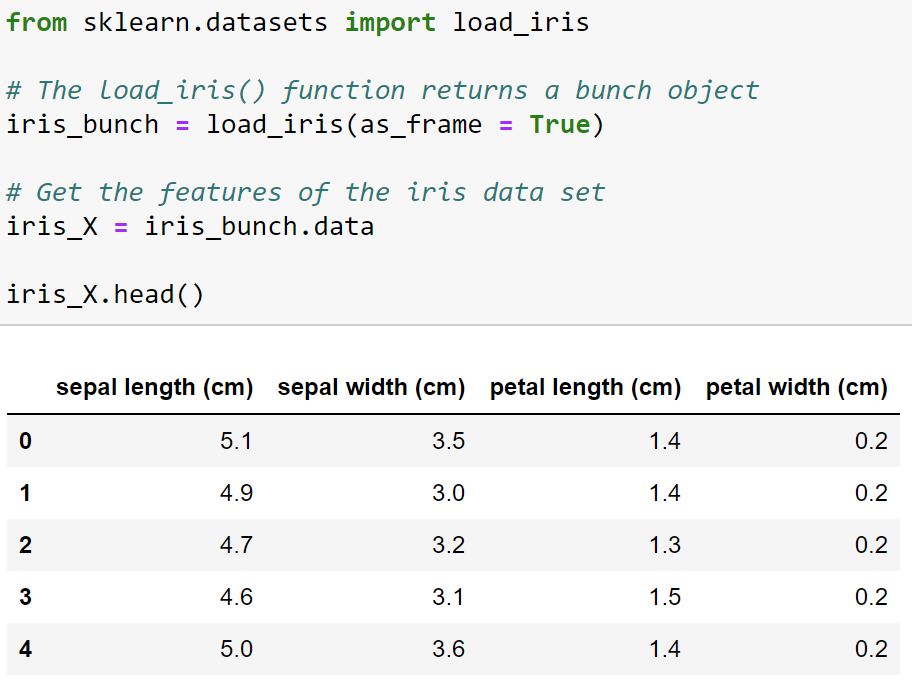 from sklearn.datasets import load_iris
# The load_iris() function returns a bunch object
iris_bunch = load_iris(as_frame = True)
# Get the features of the iris data set
iris_X = iris_bunch.data
iris_X.head()
sepal length (cm) sepal width (cm) petal length (cm) petal width (cm)
0 5.1 3.5 1.4 0.2
1 4.9 3.0 1.4 0.2
2 4.7 3.2 1.3 0.2
3 4.6 3.1 1.5 0.2
4 5.0 3.6 1.4 0.2